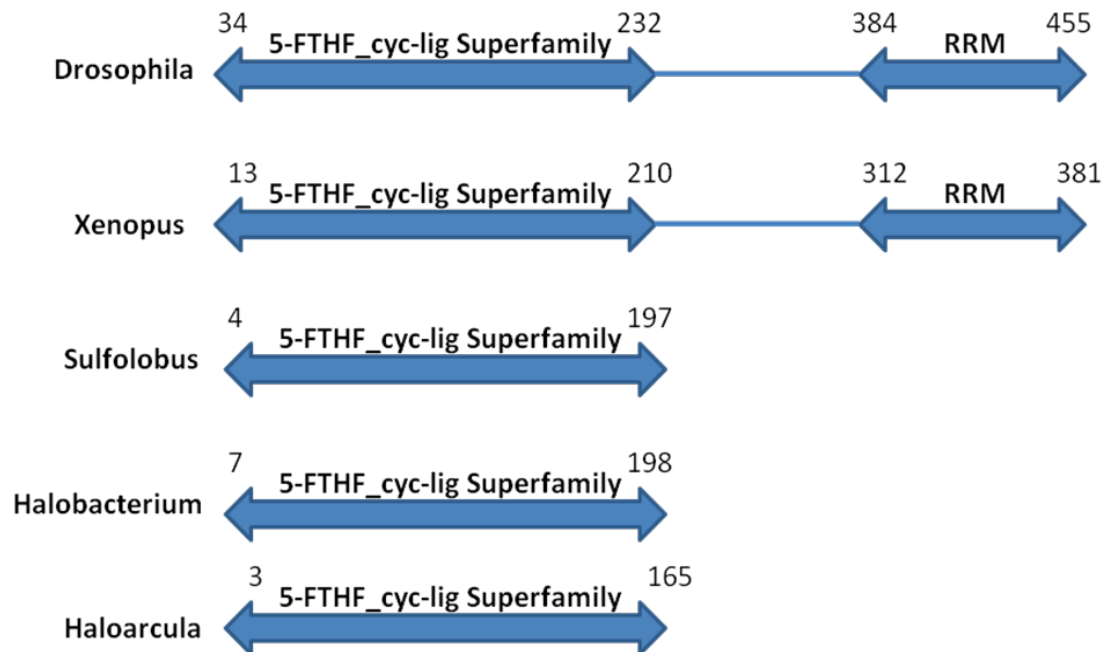 34 232 384 455
5-FTHF_cyc-lig Superfamily RRM
Drosophila
13 210 312 381
5-FTHF_cyc-lig Superfamily RRM
Xenopus
4 197
5-FTHF_cyc-lig Superfamily
Sulfolobus
7 198
5-FTHF_cyc-lig Superfamily
Halobacterium
3 165
5-FTHF_cyc-lig Superfamily
Haloarcula